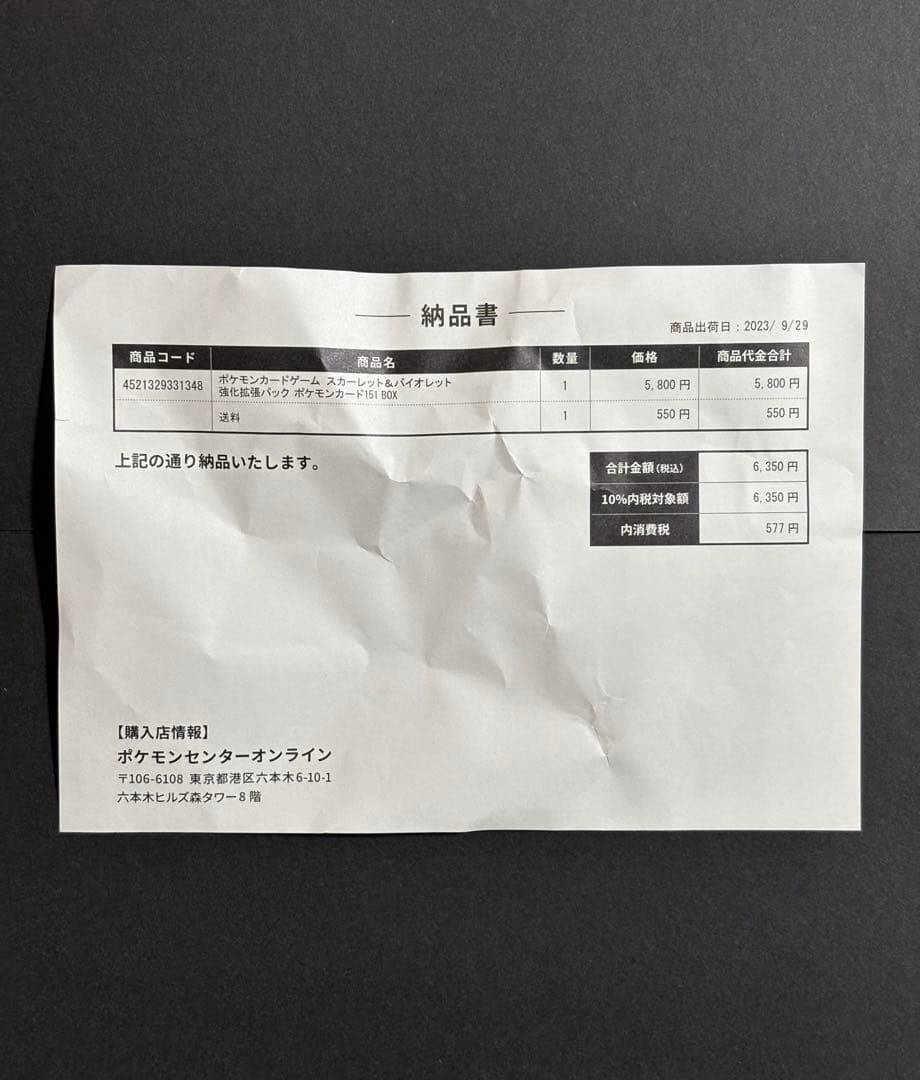 納品書
商品出荷日：2023/ 9/29
商品コード 商品名 数量 価格 商品代金合計
4521329331348 ポケモンカードゲーム スカーレット＆バイオレット 1 5,800 円 5,800 円
強化拡張パック ポケモンカード151 BOX
送料 1 550 円 550 円
上記の通り納品いたします。
合計金額(税込) 6,350 円
10%内税対象額 6,350 円
内消費税 577 円
【購入店情報】
ポケモンセンターオンライン
〒106-6108 東京都港区六本木6-10-1
六本木ヒルズ森タワー8階